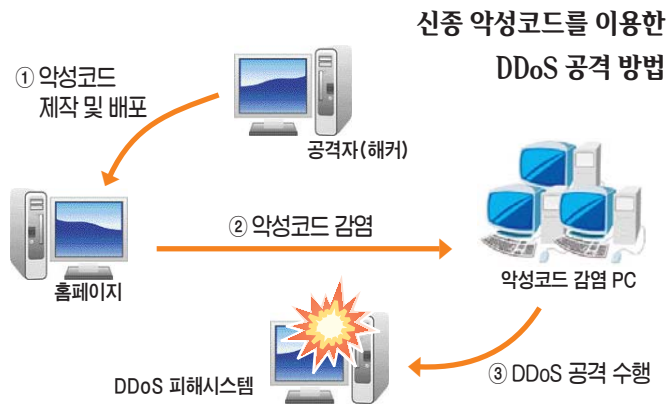 신종 악성코드를 이용한
DDoS 공격 방법
① 악성코드
제작 및 배포
공격자(해커)
② 악성코드 감염
홈페이지
악성코드 감염 PC
DDoS 피해시스템
③ DDoS 공격 수행